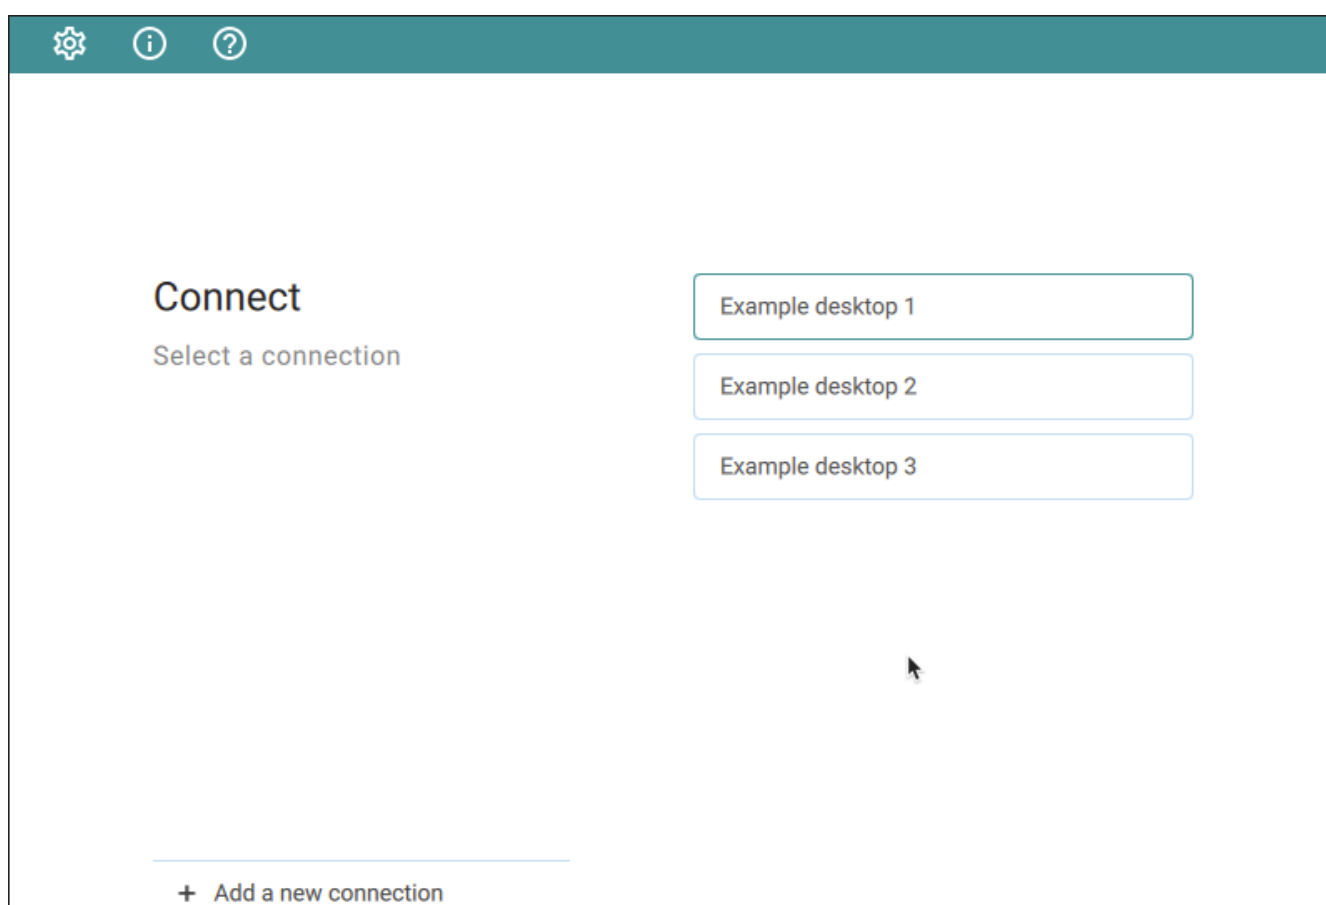 Connect
Select a connection
Example desktop 1
Example desktop 2
Example desktop 3
+ Add a new connection